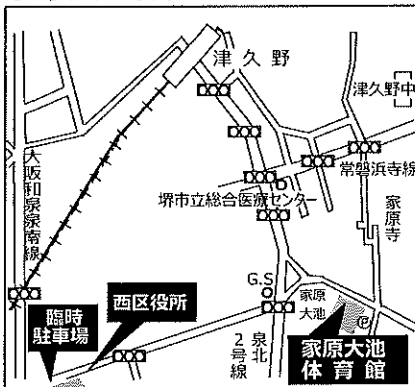 津久野
津久野中
常磐浜寺線
大阪和泉泉南線
堺市立総合医療センター
家原寺
G.S
家原
大池
臨時
駐車場
西区役所
泉北
2号線
P
家原大池
体育館